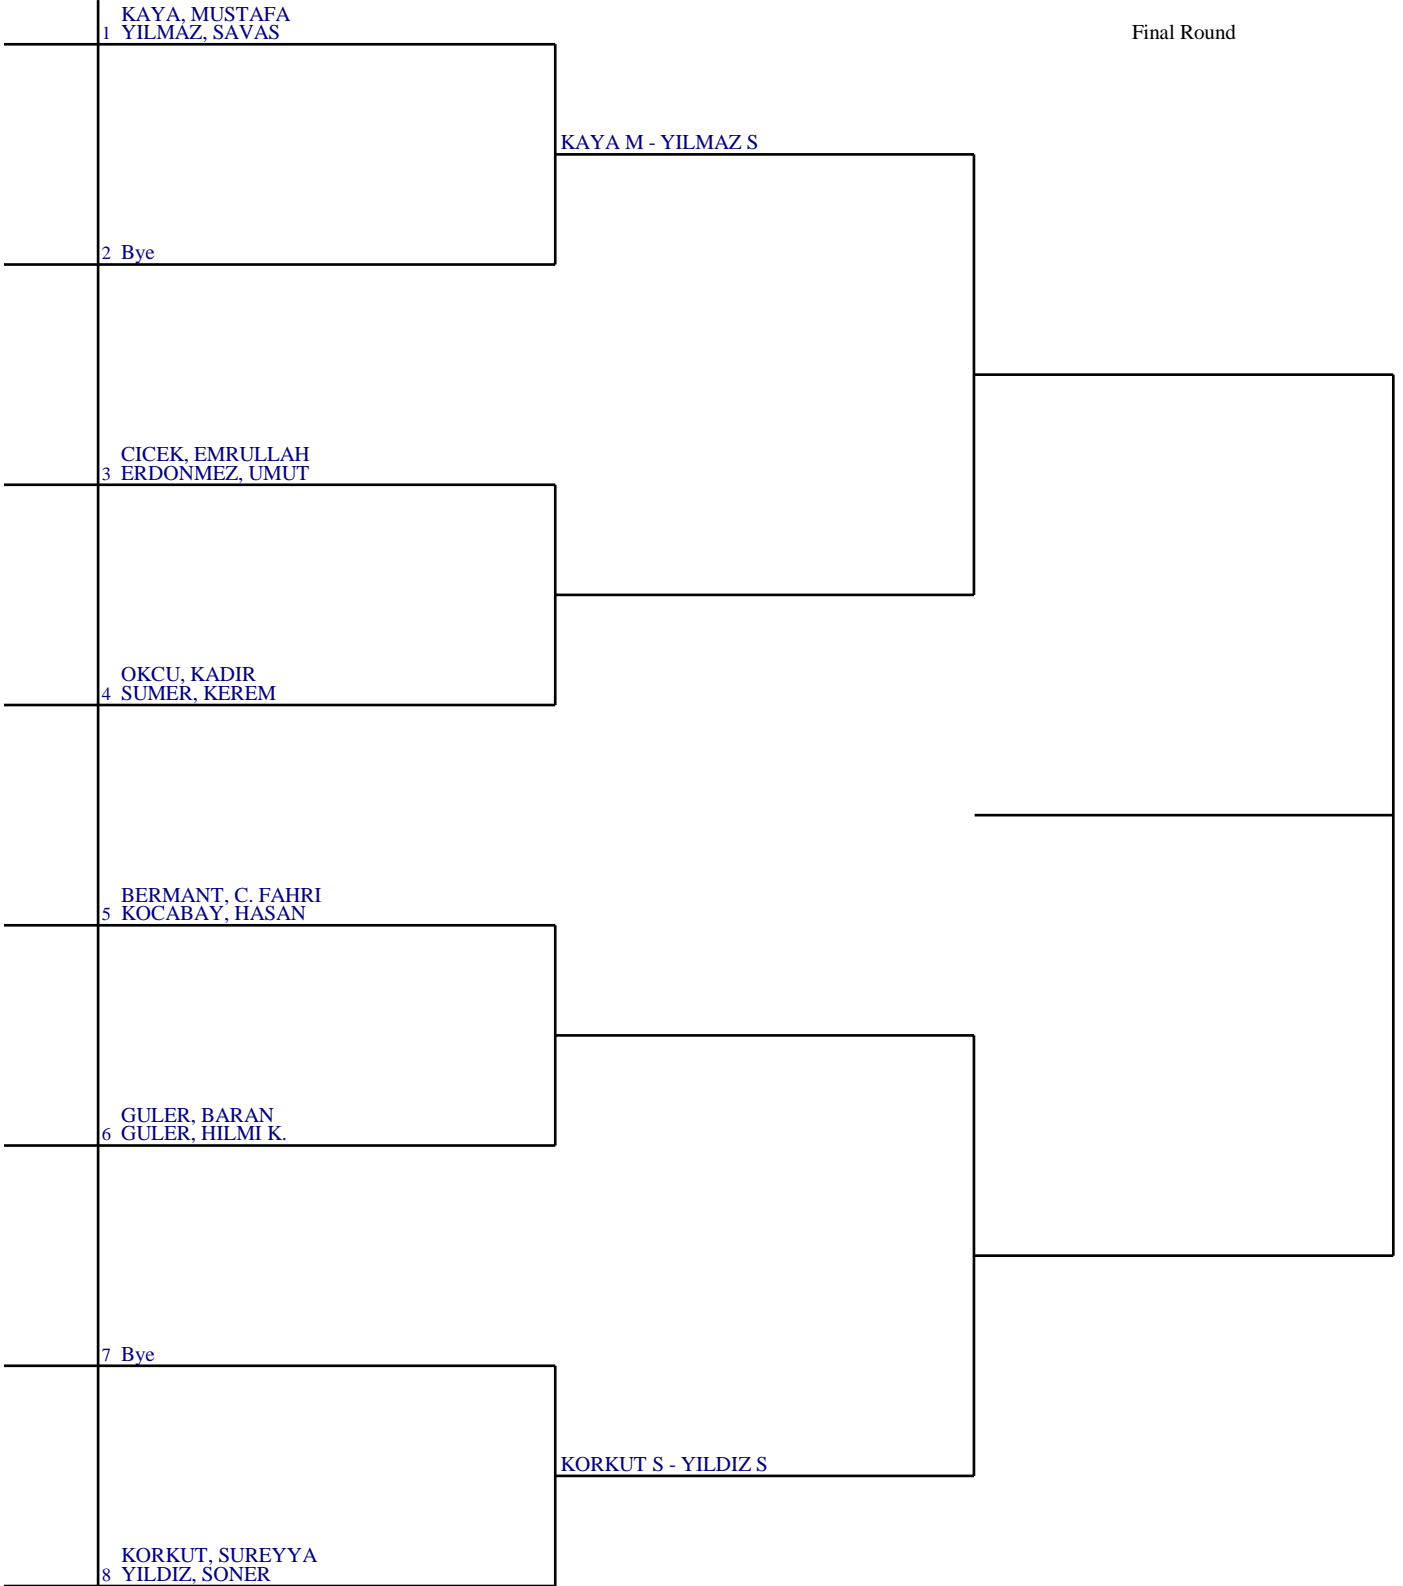 KAYA, MUSTAFA
1 YILMAZ, SAVAS
Final Round
KAYA M - YILMAZ S
2 Bye
CICEK, EMRULLAH
3 ERDONMEZ, UMUT
OKCU, KADIR
4 SUMER, KEREM
BERMANT, C. FAHRI
5 KOCABAY, HASAN
GULER, BARAN
6 GULER, HILMI K.
7 Bye
KORKUT S - YILDIZ S
KORKUT, SUREYYA
8 YILDIZ, SONER